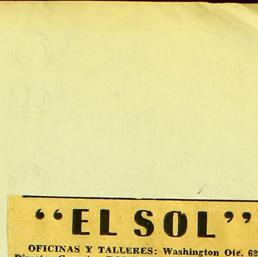 “EL SOL”
OFICINAS Y TALLERES: Washington Ote. 62